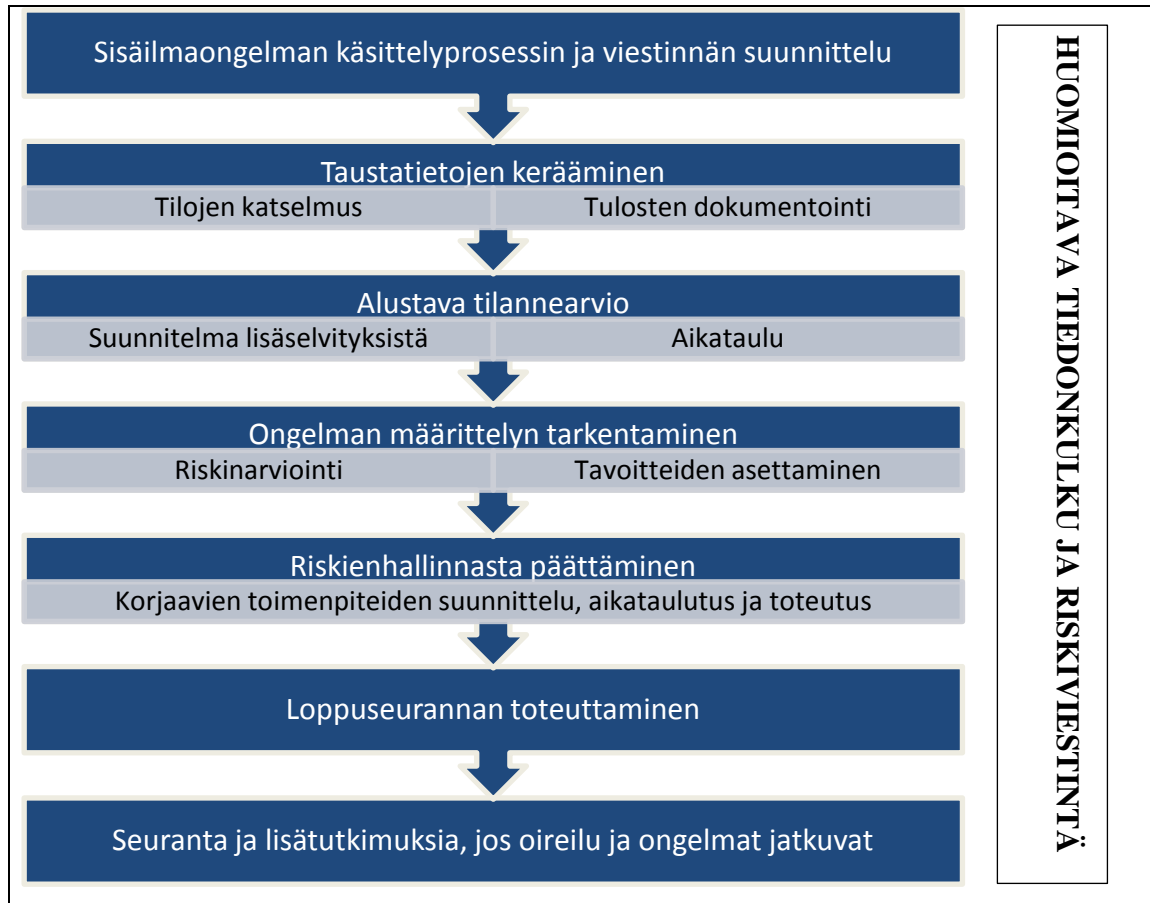 Sisäilmaongelman käsittelyprosessin ja viestinnän suunnittelu
Taustatietojen kerääminen
Tilojen katselmus
Tulosten dokumentointi
Alustava tilannearvio
Suunnitelma lisäselvityksistä
Aikataulu
Ongelman määrittelyn tarkentaminen
Riskinarviointi
Tavoitteiden asettaminen
Riskienhallinnasta päättäminen
Korjaavien toimenpiteiden suunnittelu, aikataulutus ja toteutus
Loppuseurannan toteuttaminen
Seuranta ja lisätutkimuksia, jos oireilu ja ongelmat jatkuvat
HUOMIOITAVA TIEDONKULKU JA RISKIVIESTINTÄ